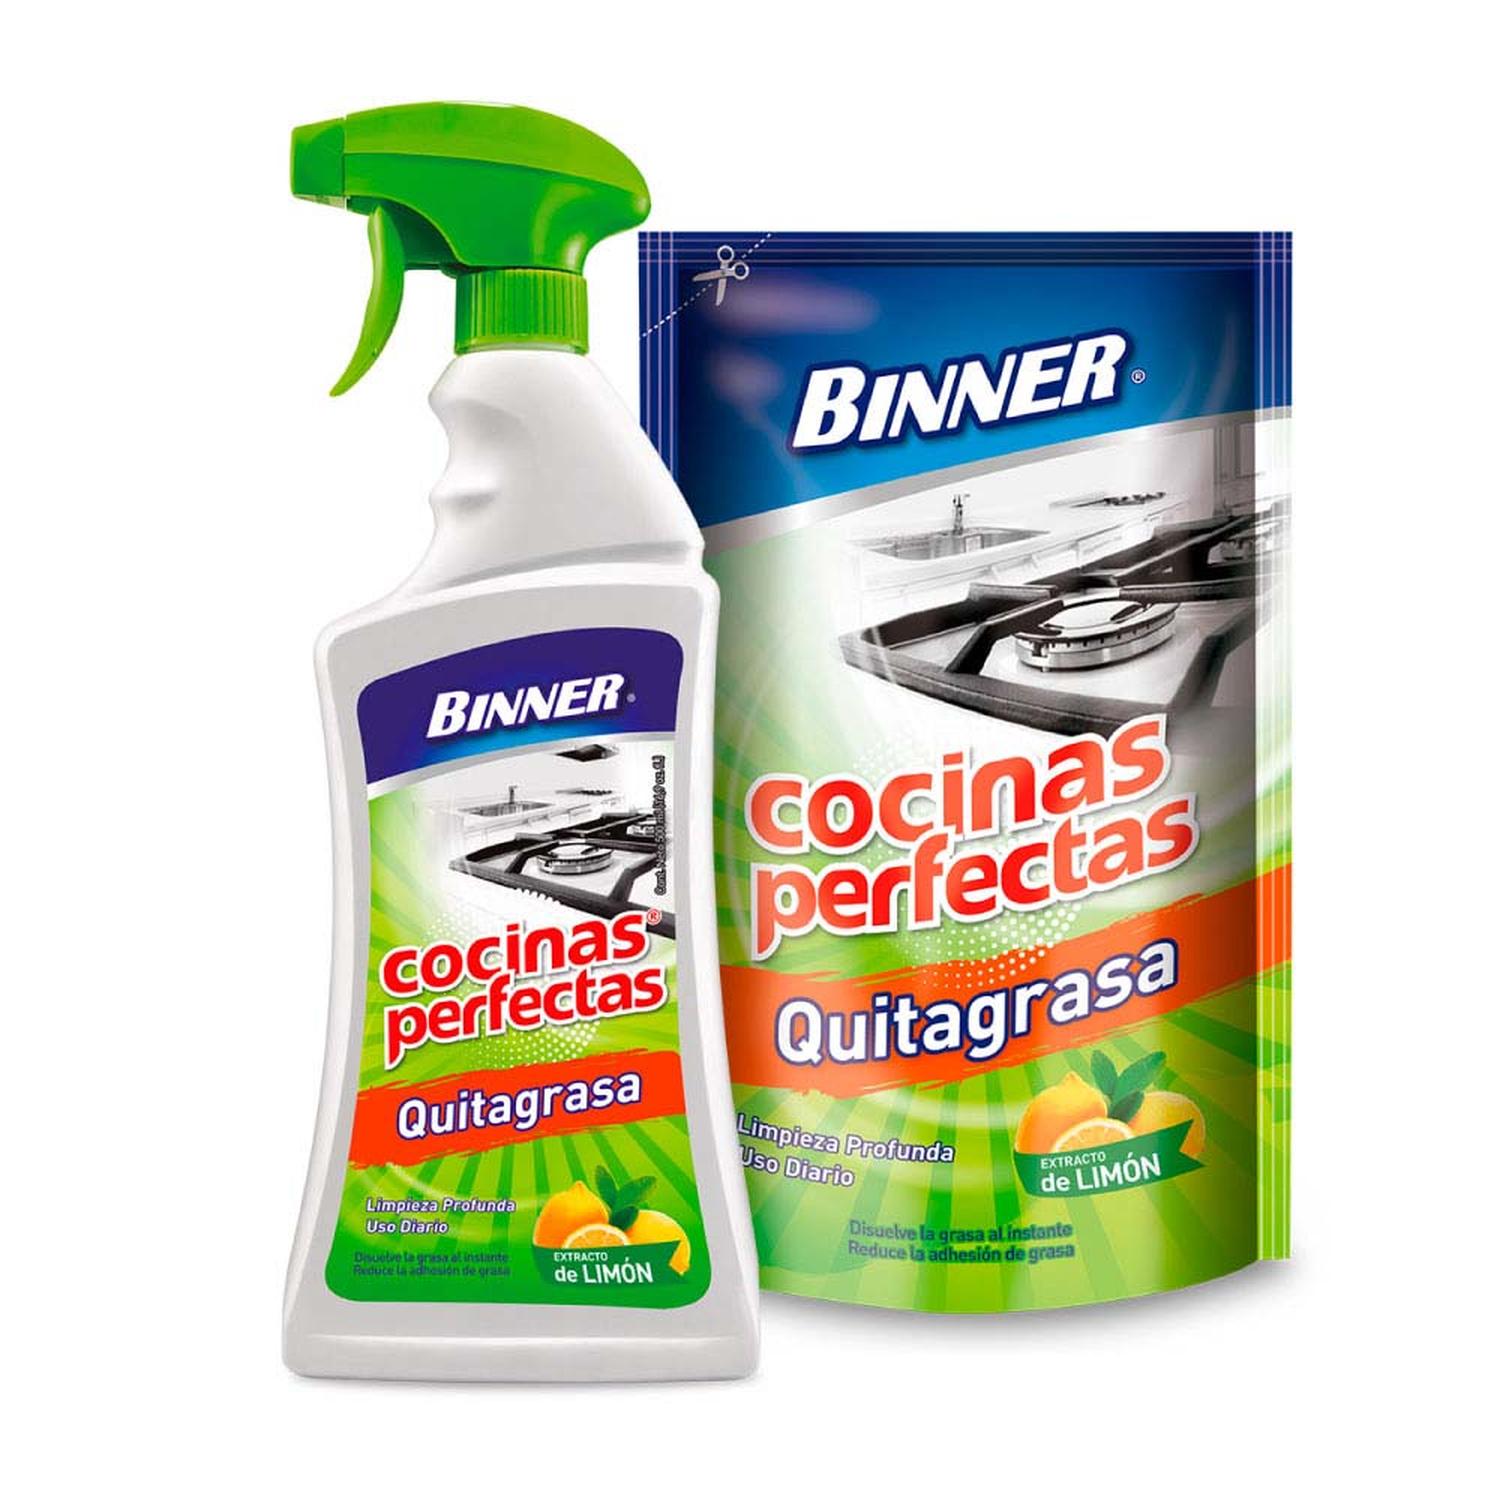 BINNER®
cocinas®
perfectas
Quitagrasa
Limpieza Profunda
Uso Diario
Disuelve la grasa al instante
Reduce la adhesión de grasa
EXTRACTO
de LIMÓN
BINNER®
cocinas
perfectas
Quitagrasa
Limpieza Profunda
Uso Diario
EXTRACTO
de LIMÓN
Disuelve la grasa al instante
Reduce la adhesión de grasa